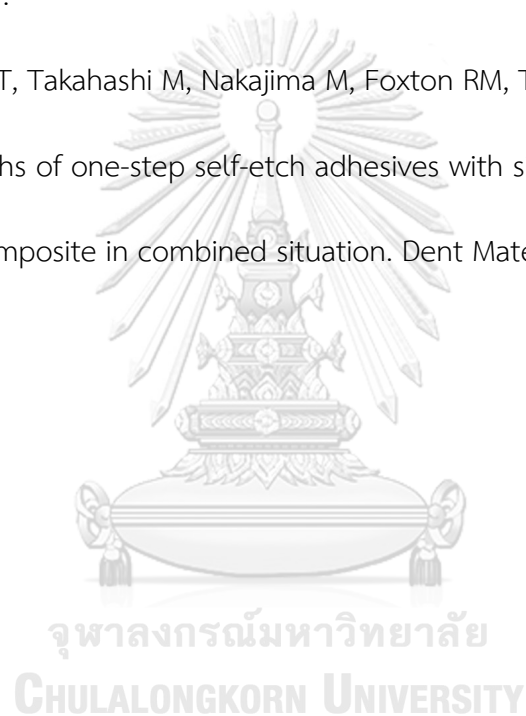 T, Takahashi M, Nakajima M, Foxton RM, T
hs of one-step self-etch adhesives with s
mposite in combined situation. Dent Mate
จุฬาลงกรณ์มหาวิทยาลัย
CHULALONGKORN UNIVERSITY